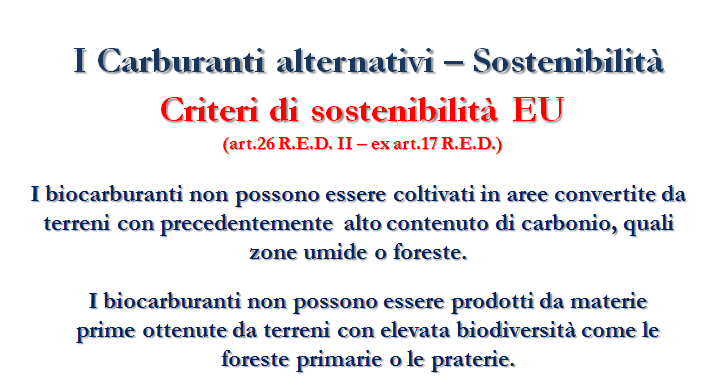 I Carburanti alternativi – Sostenibilità
Criteri di sostenibilità EU
(art.26 R.E.D. II – ex art.17 R.E.D.)
I biocarburanti non possono essere coltivati in aree convertite da
terreni con precedentemente alto contenuto di carbonio, quali
zone umide o foreste.
I biocarburanti non possono essere prodotti da materie
prime ottenute da terreni con elevata biodiversità come le
foreste primarie o le praterie.